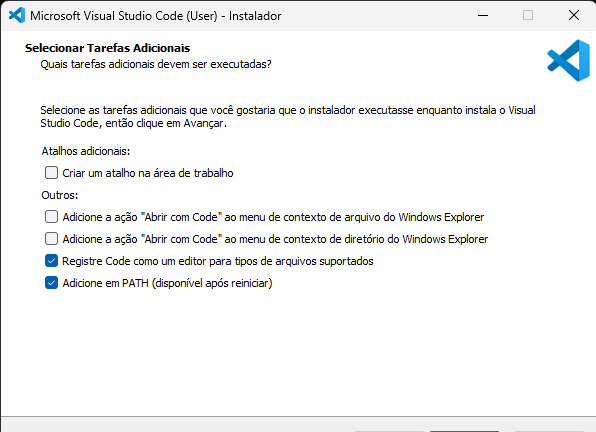 Microsoft Visual Studio Code (User) - Instalador
Selecionar Tarefas Adicionais
Quais tarefas adicionais devem ser executadas?
Selecione as tarefas adicionais que você gostaria que o instalador executasse enquanto instala o Visual
Studio Code, então clique em Avançar.
Atalhos adicionais:
Criar um atalho na área de trabalho
Outros:
Adicione a ação "Abrir com Code" ao menu de contexto de arquivo do Windows Explorer
Adicione a ação "Abrir com Code" ao menu de contexto de diretório do Windows Explorer
Registre Code como um editor para tipos de arquivos suportados
Adicione em PATH (disponível após reiniciar)